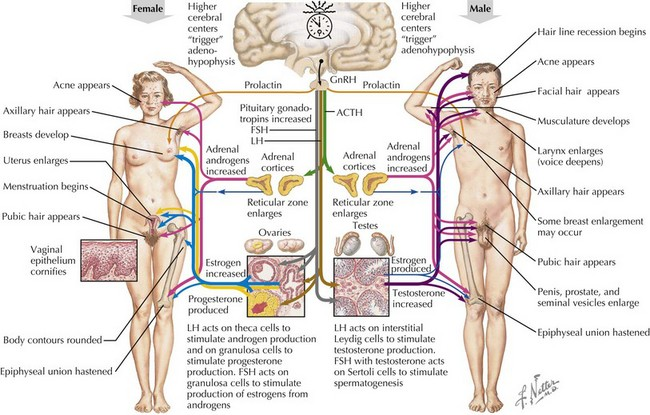 Female
Higher
cerebral
centers
"trigger"
adeno-
hypophysis
Higher
cerebral
centers
"trigger"
adenohypophysis
Male
Hair line recession begins
Acne appears
Facial hair appears
Musculature develops
Larynx enlarges
(voice deepens)
Axillary hair appears
Some breast enlargement
may occur
Pubic hair appears
Penis, prostate, and
seminal vesicles enlarge
Epiphyseal union hastened
Acne appears
Axillary hair appears
Breasts develop
Uterus enlarges
Menstruation begins
Pubic hair appears
Vaginal
epithelium
cornifies
Body contours rounded
Epiphyseal union hastened
GnRH
Prolactin
Prolactin
Pituitary gonado-
tropins increased
FSH
LH
ACTH
Adrenal
androgens
increased
Adrenal
cortices
Adrenal
cortices
Adrenal
androgens
increased
Reticular zone
enlarges
Reticular zone
enlarges
Ovaries
Testes
Estrogen
increased
Estrogen
produced
Progesterone
produced
Testosterone
increased
LH acts on theca cells to
stimulate androgen production
and on granulosa cells to
stimulate progesterone
production. FSH acts on
granulosa cells to stimulate
production of estrogens from
androgens
LH acts on interstitial
Leydig cells to stimulate
testosterone production.
FSH with testosterone acts
on Sertoli cells to stimulate
spermatogenesis
F. Netter
M.D.